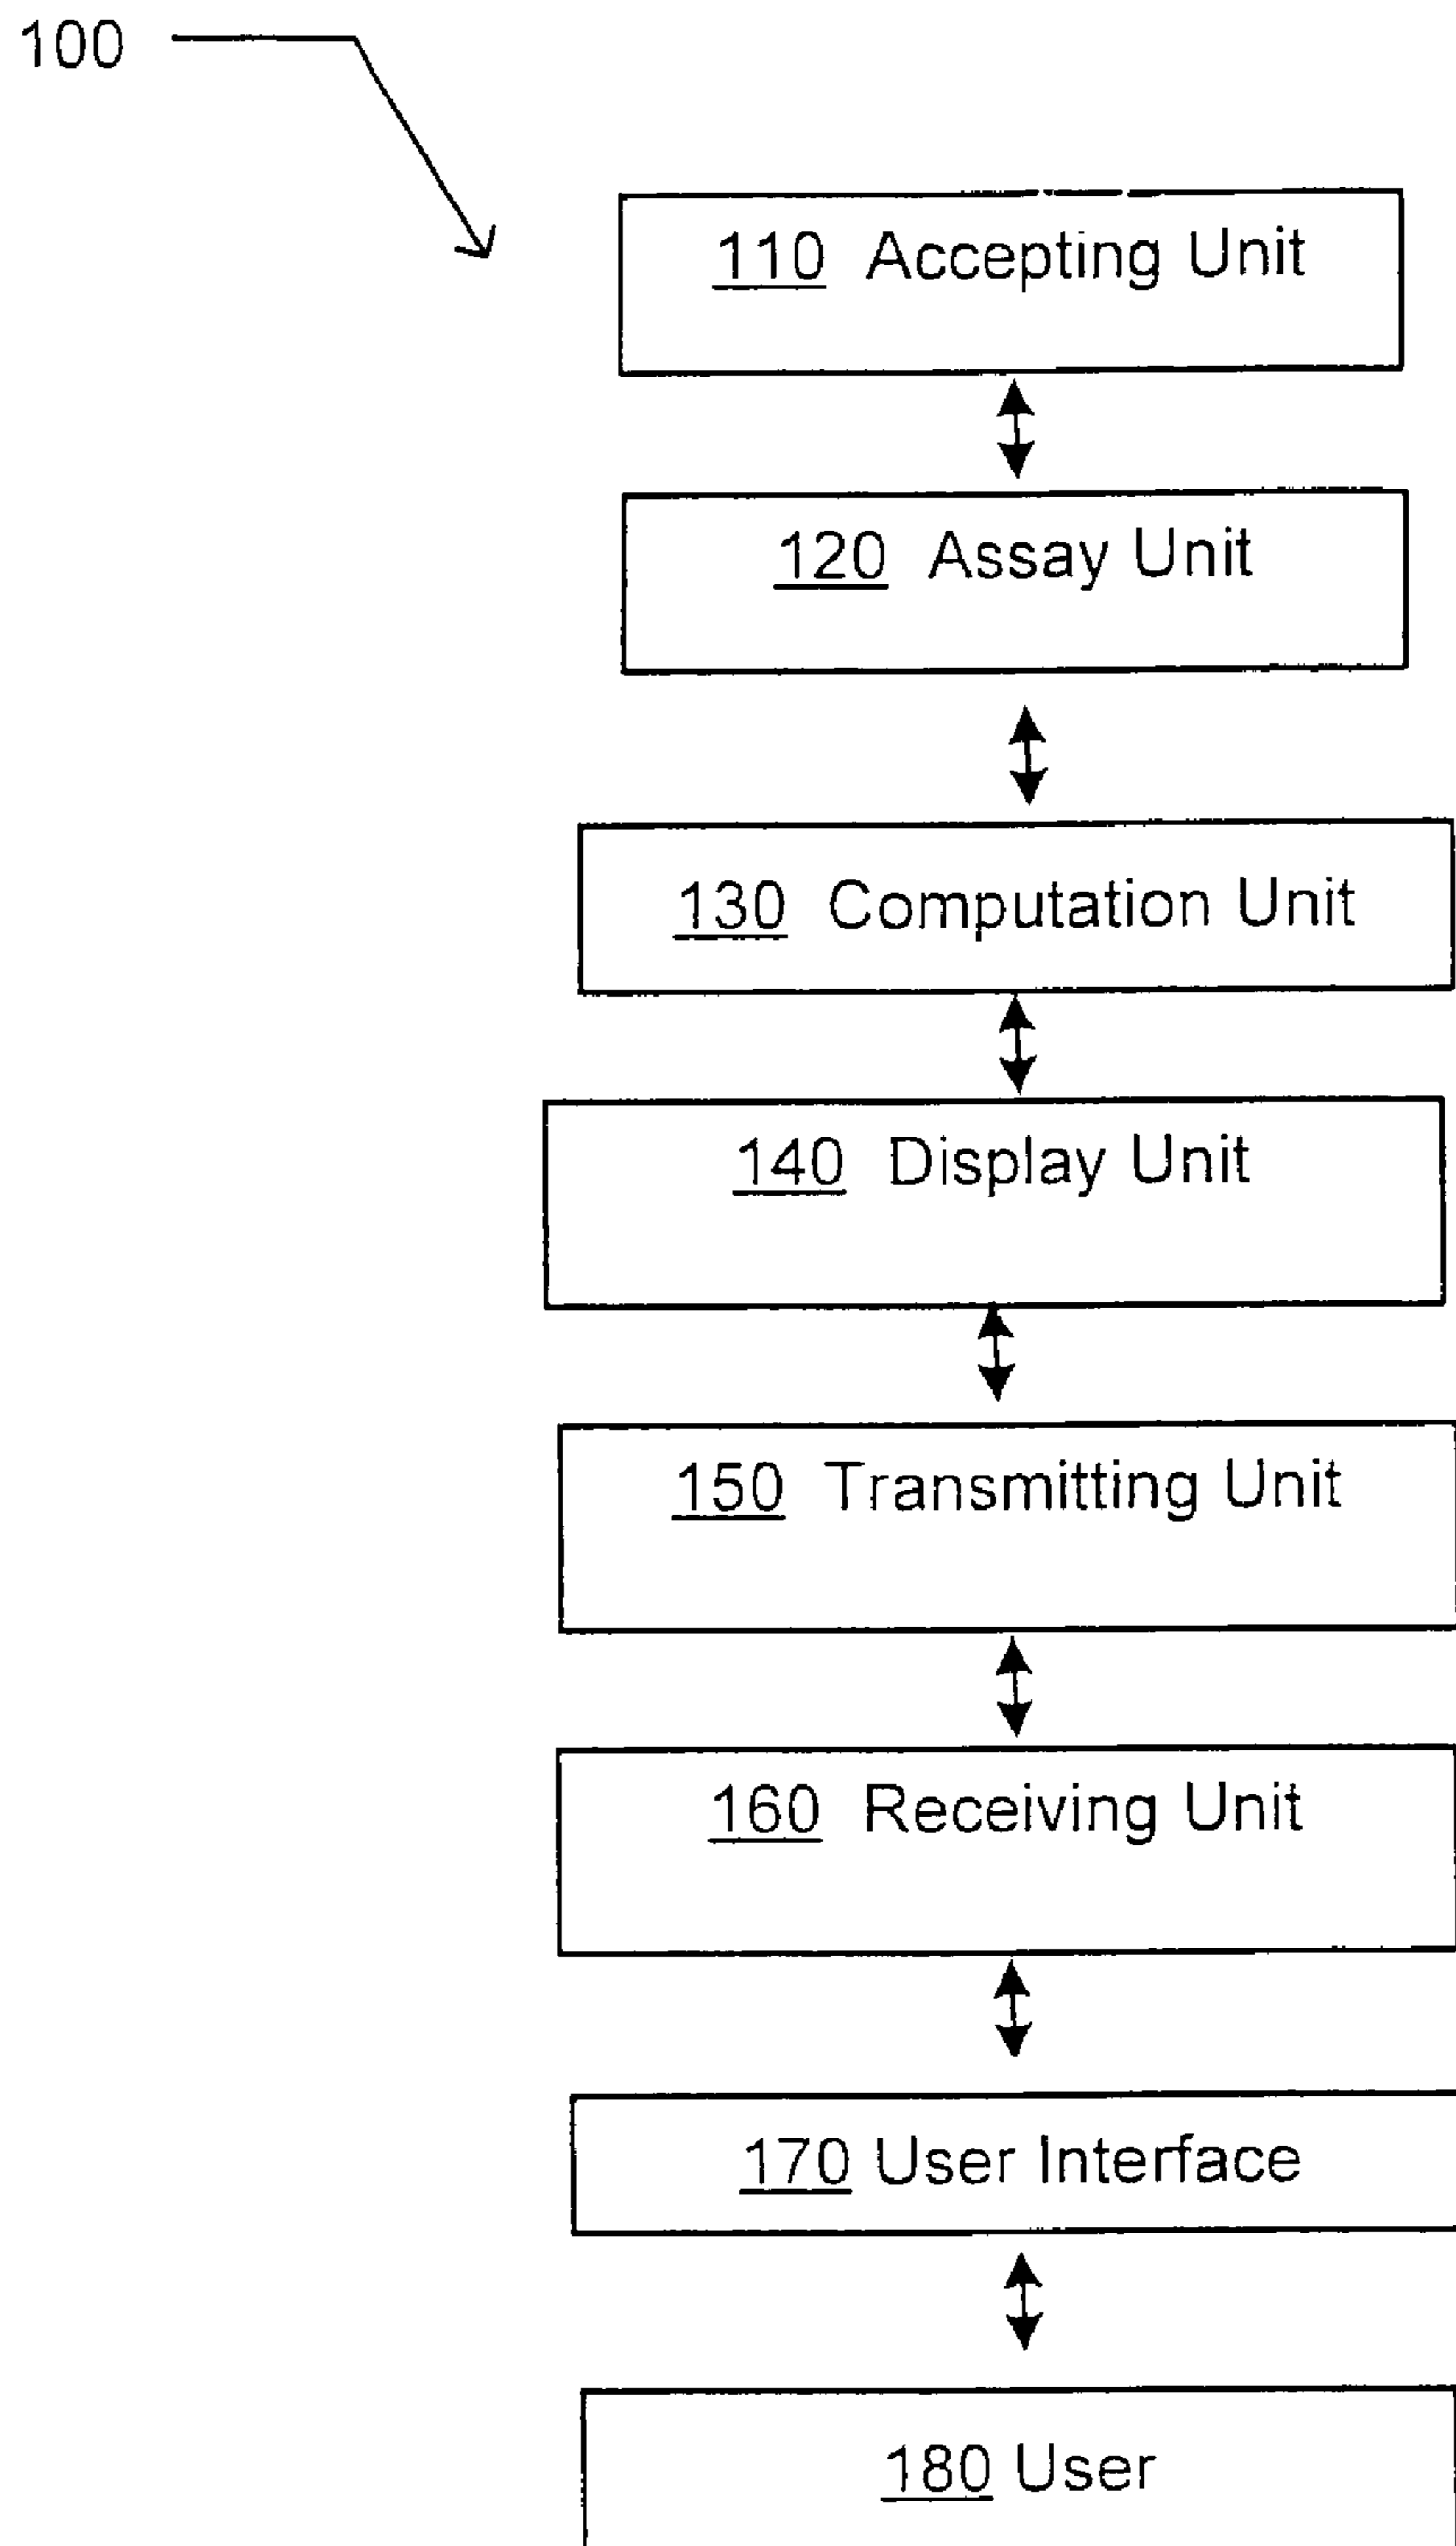 100
110 Accepting Unit
120 Assay Unit
130 Computation Unit
140 Display Unit
150 Transmitting Unit
160 Receiving Unit
170 User Interface
180 User